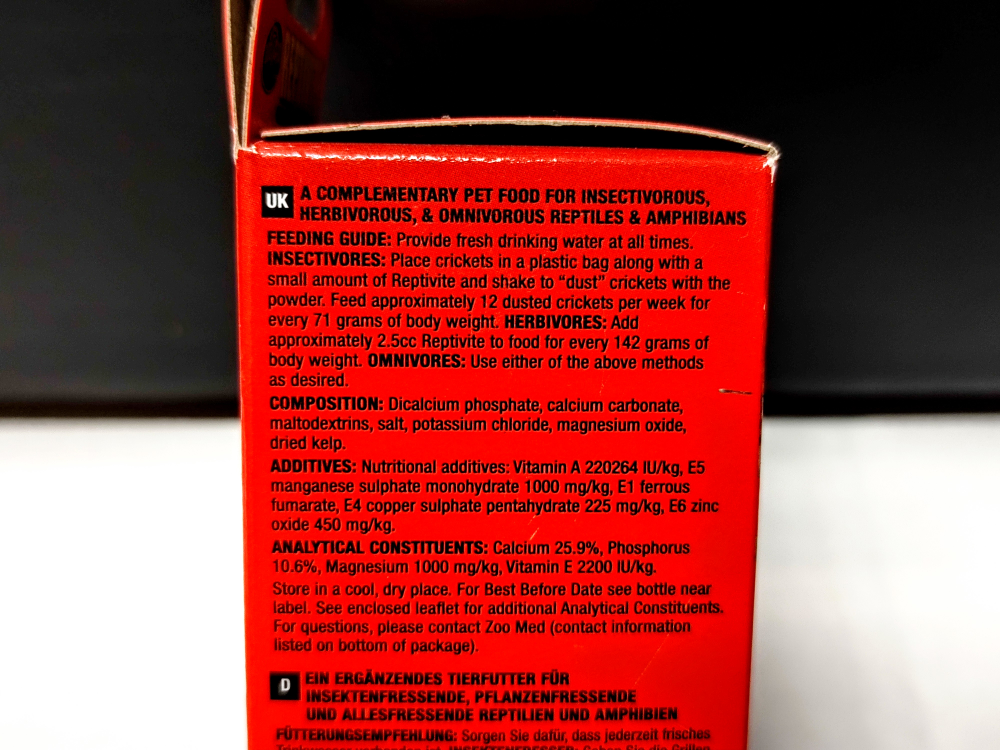 UK
A COMPLEMENTARY PET FOOD FOR INSECTIVOROUS,
HERBIVOROUS, & OMNIVOROUS REPTILES & AMPHIBIANS
FEEDING GUIDE: Provide fresh drinking water at all times.
INSECTIVORES: Place crickets in a plastic bag along with a
small amount of Reptivite and shake to “dust” crickets with the
powder. Feed approximately 12 dusted crickets per week for
every 71 grams of body weight. HERBIVORES: Add
approximately 2.5cc Reptivite to food for every 142 grams of
body weight. OMNIVORES: Use either of the above methods
as desired.
COMPOSITION: Dicalcium phosphate, calcium carbonate,
maltodextrins, salt, potassium chloride, magnesium oxide,
dried kelp.
ADDITIVES: Nutritional additives: Vitamin A 220264 IU/kg, E5
manganese sulphate monohydrate 1000 mg/kg, E1 ferrous
fumarate, E4 copper sulphate pentahydrate 225 mg/kg, E6 zinc
oxide 450 mg/kg.
ANALYTICAL CONSTITUENTS: Calcium 25.9%, Phosphorus
10.6%, Magnesium 1000 mg/kg, Vitamin E 2200 IU/kg.
Store in a cool, dry place. For Best Before Date see bottle near
label. See enclosed leaflet for additional Analytical Constituents.
For questions, please contact Zoo Med (contact information
listed on bottom of package).
D
EIN ERGÄNZENDES TIERFUTTER FÜR
INSEKTENFRESSENDE, PFLANZENFRESSENDE
UND ALLESFRESSENDE REPTILIEN UND AMPHIBIEN
FÜTTERUNGSEMPFEHLUNG: Sorgen Sie dafür, dass jederzeit frisches